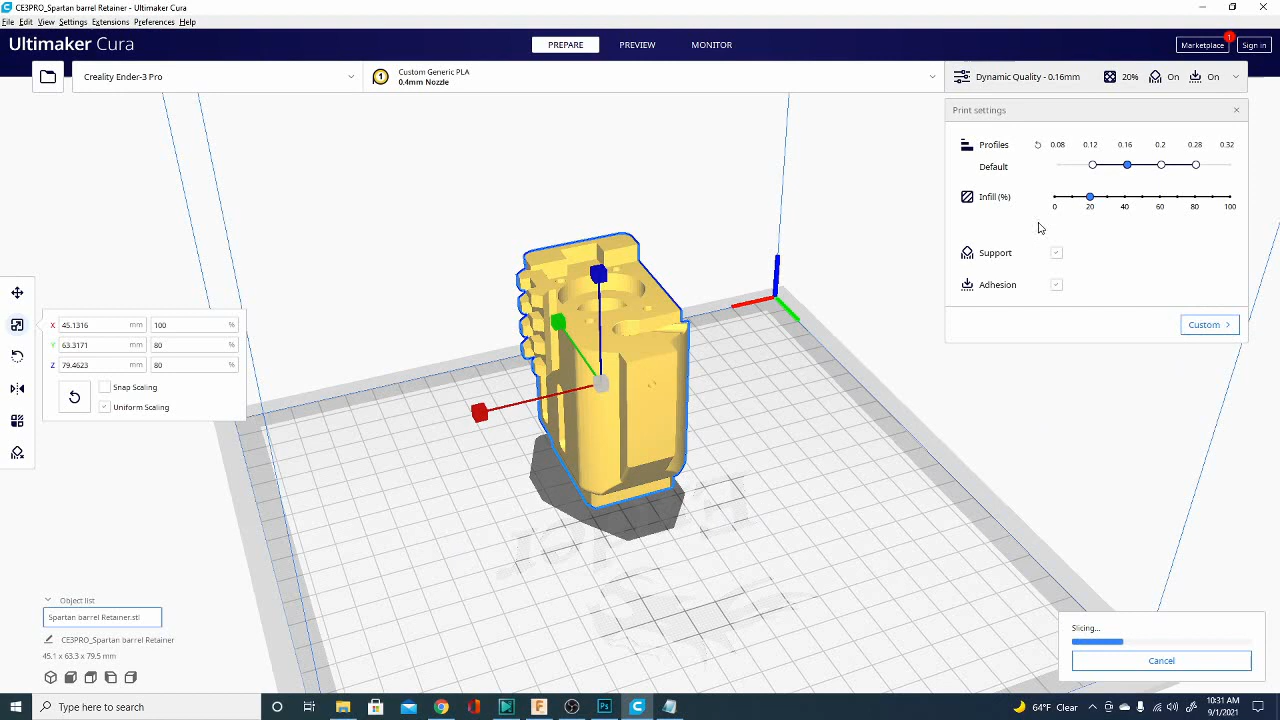 CE3PRO_Spartan barrel Retainer - Ultimaker Cura
File Edit View Settings Extensions Preferences Help
Ultimaker Cura
PREPARE PREVIEW MONITOR
Marketplace 1 Sign in
Creality Ender-3 Pro
1 Custom Generic PLA
0.4mm Nozzle
Dynamic Quality - 0.16mm 20% On On
Print settings
Profiles 0.08 0.12 0.16 0.2 0.28 0.32
Default
Infill (%)
0 20 40 60 80 100
Support
Adhesion
Custom
X 45.1316 mm 100 %
Y 63.3171 mm 80 %
Z 79.4623 mm 80 %
Snap Scaling
Uniform Scaling
Object list
Spartan barrel Retainer.stl
CE3PRO_Spartan barrel Retainer
45.1 x 63.3 x 79.5 mm
Slicing...
Cancel
Type here to search
64°F Clear
10:31 AM
9/1/2021